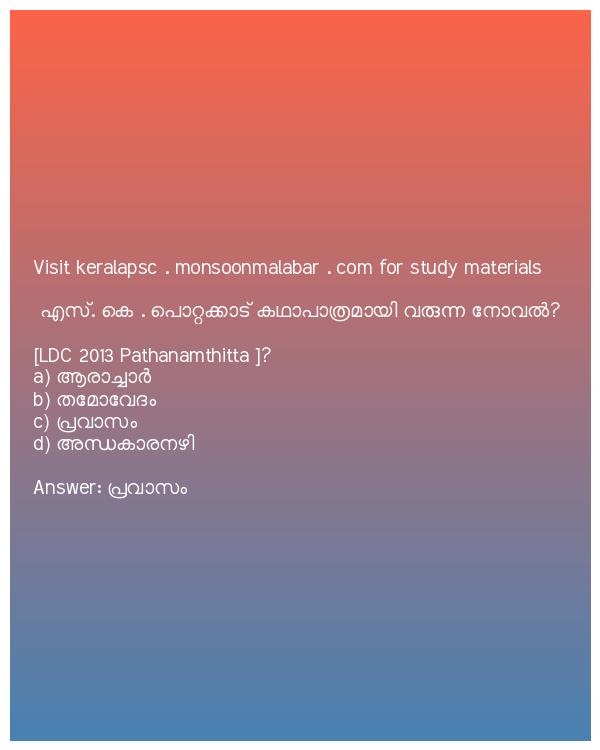 Visit keralapsc . monsoonmalabar . com for study materials
എസ്. കെ . പൊറ്റക്കാട് കഥാപാത്രമായി വരുന്ന നോവൽ?
[LDC 2013 Pathanamthitta ]?
a) ആരാച്ചാർ
b) തമോവേദം
c) പ്രവാസം
d) അന്ധകാരനഴി
Answer: പ്രവാസം